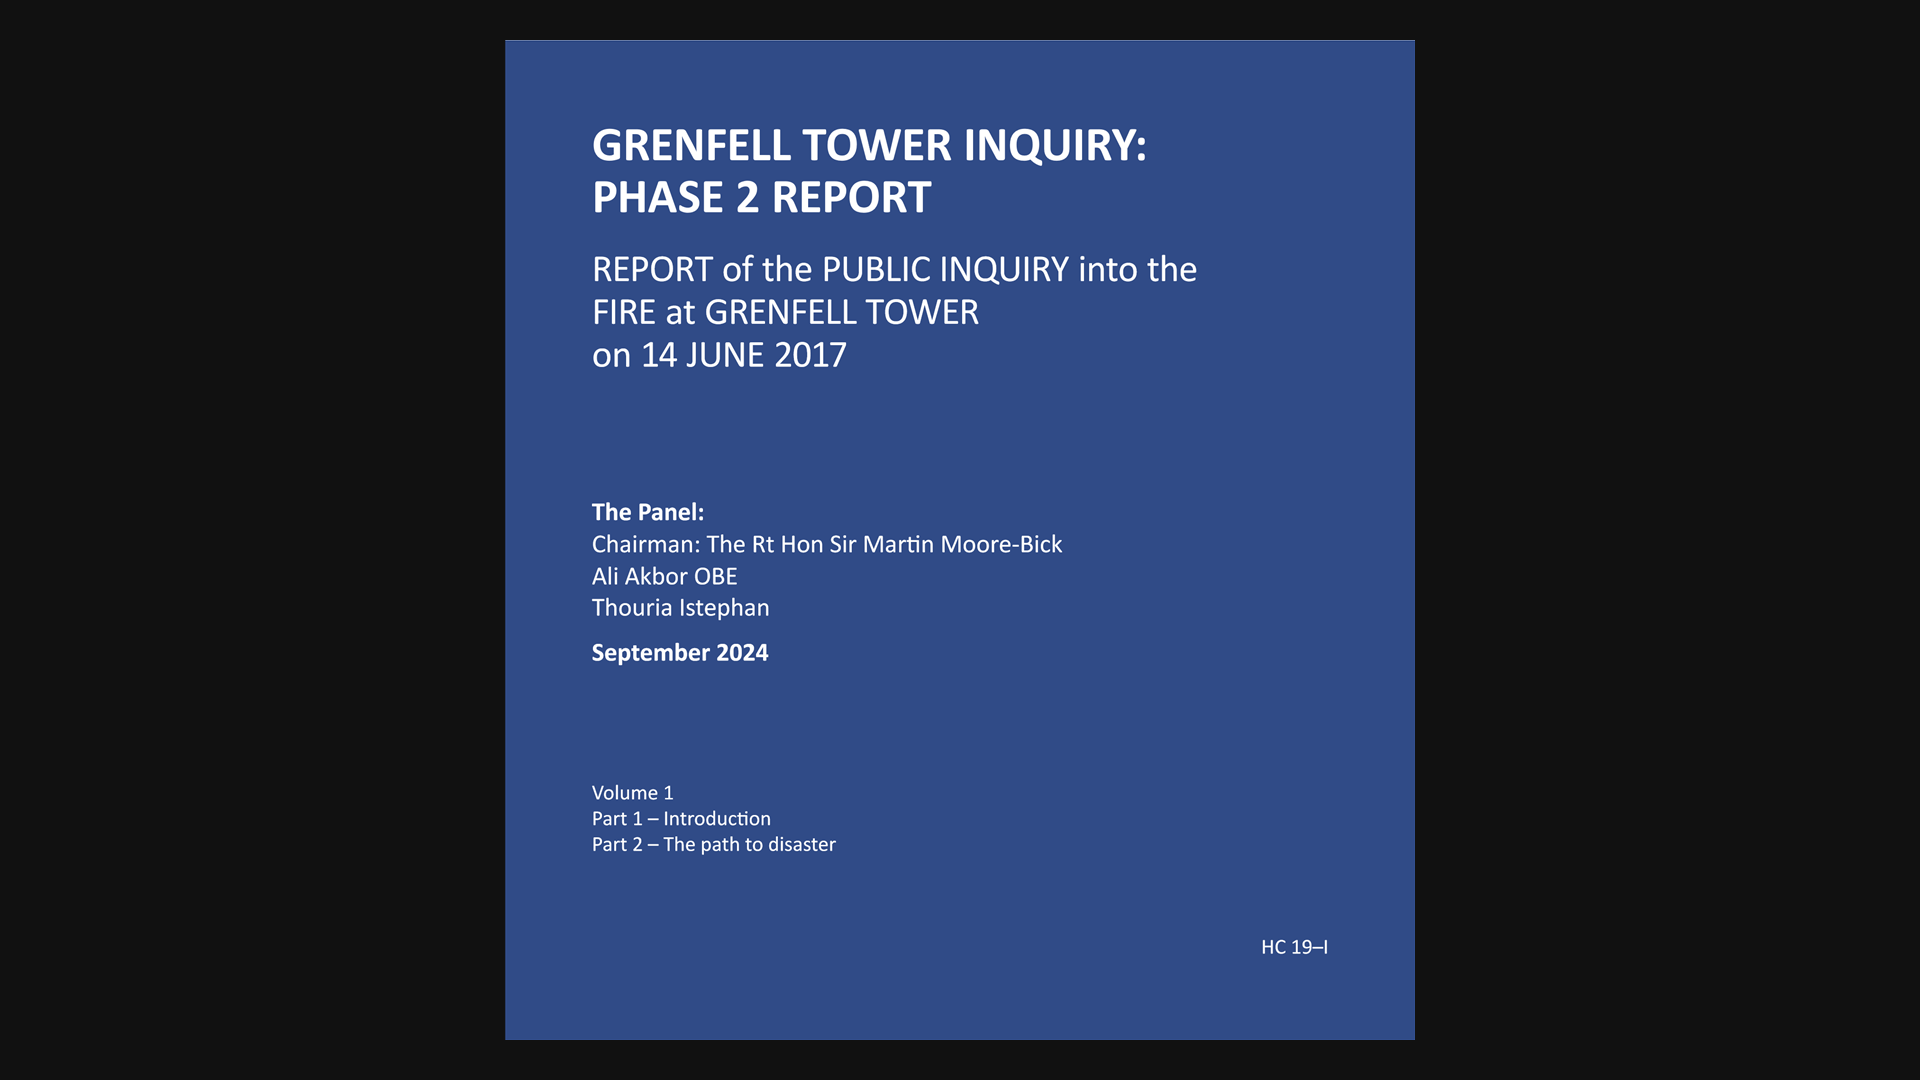 GRENFELL TOWER INQUIRY:
PHASE 2 REPORT
REPORT of the PUBLIC INQUIRY into the
FIRE at GRENFELL TOWER
on 14 JUNE 2017
The Panel:
Chairman: The Rt Hon Sir Martin Moore-Bick
Ali Akbor OBE
Thouria Istephan
September 2024
Volume 1
Part 1 – Introduction
Part 2 – The path to disaster
HC 19–I